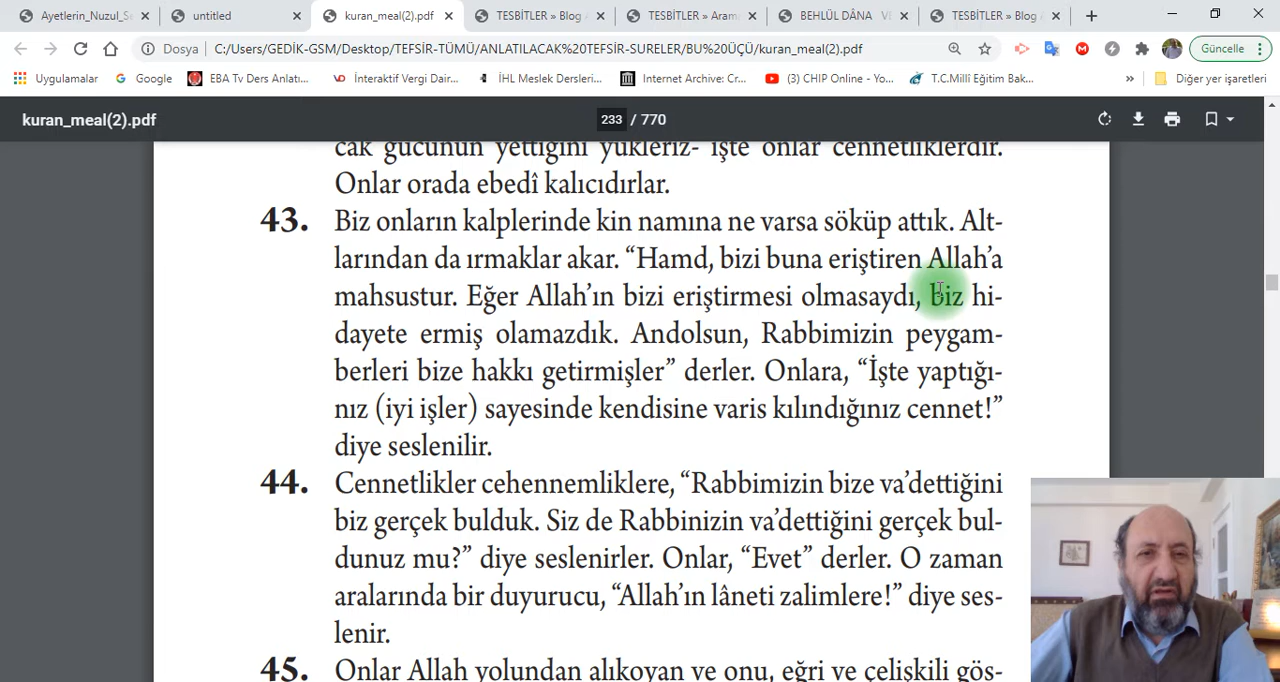 Ayetlerin_Nuzul_S
untitled
kuran_meal(2).pdf
TESBİTLER » Blog A
TESBİTLER » Aram
BEHLÜL DÂNA
TESBİTLER » Blog A
Dosya | C:/Users/GEDİK-GSM/Desktop/TEFSİR-TÜMÜ/ANLATILACAK%20TEFSİR-SURELER/BU%20ÜÇÜ/kuran_meal(2).pdf
Güncelle
Uygulamalar
Google
EBA Tv Ders Anlatı...
İnteraktif Vergi Dair...
İHL Meslek Dersleri...
Internet Archive: Cr...
(3) CHIP Online - Yo...
T.C.Millî Eğitim Bak...
»
Diğer yer işaretleri
kuran_meal(2).pdf
233 / 770
cak gücünün yettiğini yükleriz- işte onlar cennetliklerdir.
Onlar orada ebedî kalıcıdırlar.
43. Biz onların kalplerinde kin namına ne varsa söküp attık. Alt-
larından da ırmaklar akar. “Hamd, bizi buna eriştiren Allah’a
mahsustur. Eğer Allah’ın bizi eriştirmesi olmasaydı, biz hi-
dayete ermiş olamazdık. Andolsun, Rabbimizin peygam-
berleri bize hakkı getirmişler” derler. Onlara, “İşte yaptığı-
nız (iyi işler) sayesinde kendisine varis kılındığınız cennet!”
diye seslenilir.
44. Cennetlikler cehennemliklere, “Rabbimizin bize va’dettiğini
biz gerçek bulduk. Siz de Rabbinizin va’dettiğini gerçek bul-
dunuz mu?” diye seslenirler. Onlar, “Evet” derler. O zaman
aralarında bir duyurucu, “Allah’ın lâneti zalimlere!” diye ses-
lenir.
45. Onlar Allah yolundan alıkoyan ve onu, eğri ve çelişkili gös-